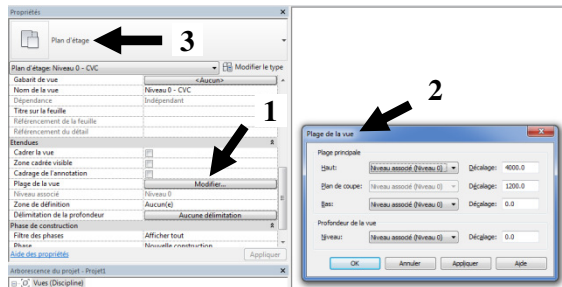 Propriétés
Plan d'étage
3
Plan d'étage: Niveau 0 - CVC
Modifier le type
Gabarit de vue <Aucun>
Nom de la vue Niveau 0 - CVC
Dépendance Indépendant
Titre sur la feuille
Référencement de la feuille
Référencement du détail
Etendues
1
Cadrer la vue
Zone cadrée visible
Cadrage de l'annotation
Plage de la vue Modifier...
Niveau associé Niveau 0
Zone de définition Aucun(e)
Délimitation de la profondeur Aucune délimitation
Phase de construction
Filtre des phases Afficher tout
Phase Nouvelle construction
Aide des propriétés Appliquer
Arborescence du projet - Projet1
Vues (Discipline)
2
Plage de la vue
Plage principale
Haut: Niveau associé (Niveau 0) Décalage: 4000.0
Plan de coupe: Niveau associé (Niveau 0) Décalage: 1200.0
Bas: Niveau associé (Niveau 0) Décalage: 0.0
Profondeur de la vue
Niveau: Niveau associé (Niveau 0) Décalage: 0.0
OK Annuler Appliquer Aide